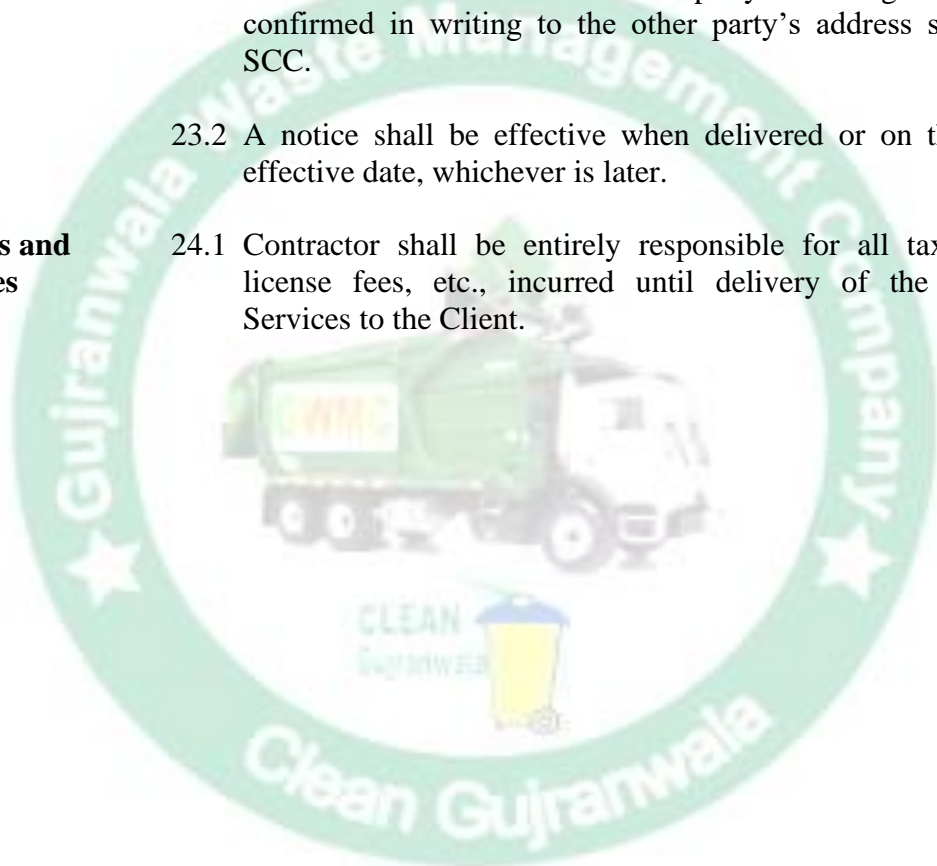 confirmed in writing to the other party's address
SCC.
23.2 A notice shall be effective when delivered or on
effective date, whichever is later.
s and
es
24.1 Contractor shall be entirely responsible for all
license fees, etc., incurred until delivery of the
Services to the Client.
Gujranwala Waste Management Company
GWMC
CLEAN
Gujranwala
Clean Gujranwala